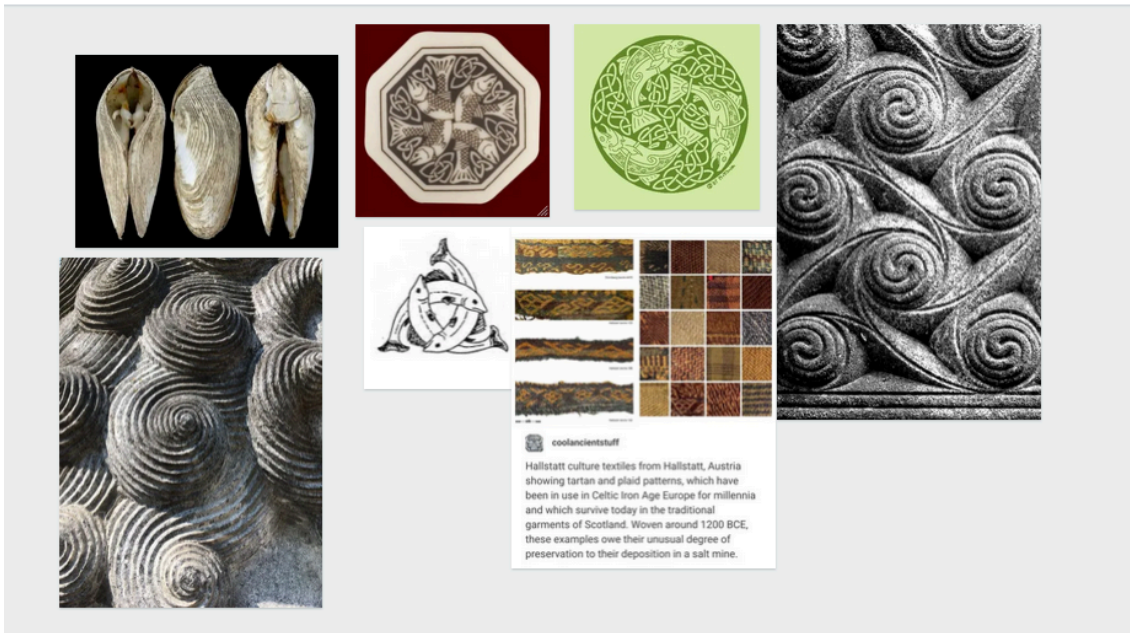 coolancientstuff
Hallstatt culture textiles from Hallstatt, Austria
showing tartan and plaid patterns, which have
been in use in Celtic Iron Age Europe for millennia
and which survive today in the traditional
garments of Scotland. Woven around 1200 BCE,
these examples owe their unusual degree of
preservation to their deposition in a salt mine.